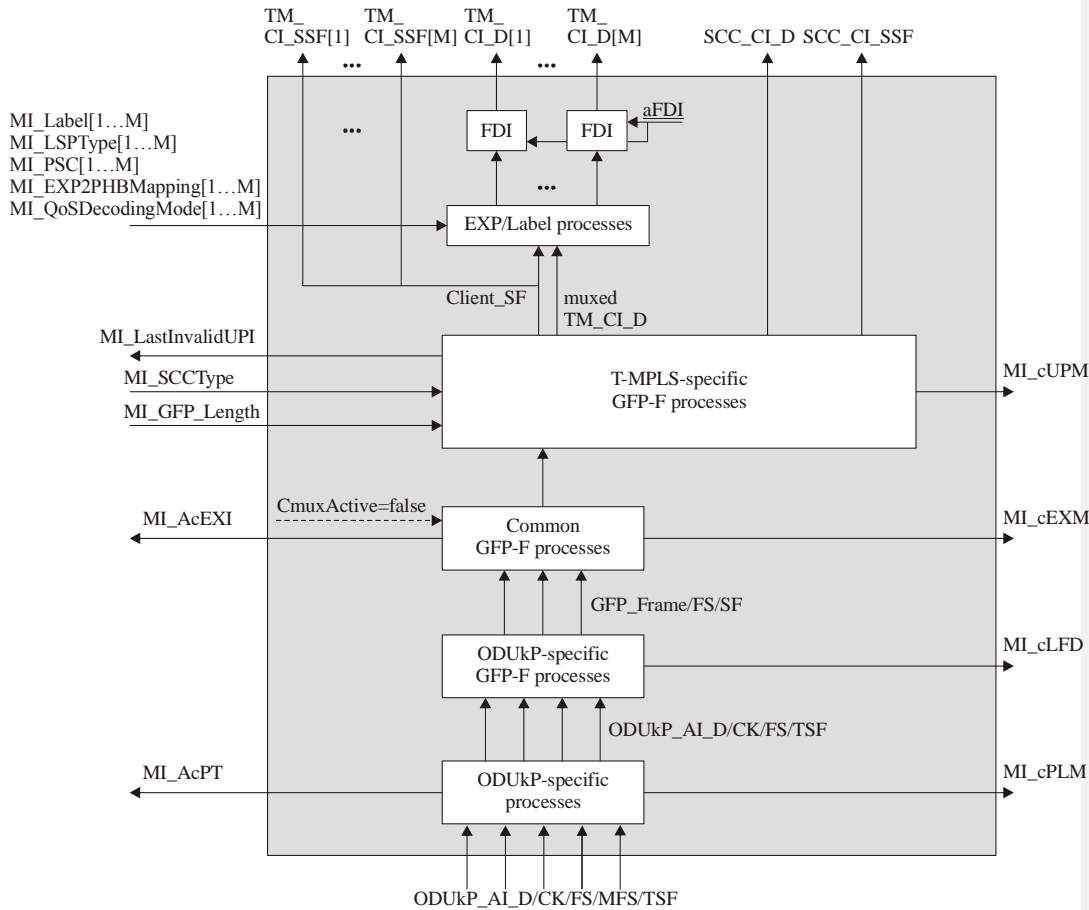 TM_ TM_ TM_ TM_
CI_SSF[1] CI_SSF[M] CI_D[1] CI_D[M] SCC_CI_D SCC_CI_SSF
... ...
MI_Label[1…M]
MI_LSPType[1…M]
MI_PSC[1…M]
MI_EXP2PHBMapping[1…M]
MI_QoSDecodingMode[1…M]
aFDI
... FDI FDI
...
EXP/Label processes
Client_SF muxed
TM_CI_D
MI_LastInvalidUPI
MI_SCCType
MI_GFP_Length
T-MPLS-specific
GFP-F processes
MI_cUPM
CmuxActive=false
MI_AcEXI
Common
GFP-F processes
MI_cEXM
GFP_Frame/FS/SF
ODUkP-specific
GFP-F processes
MI_cLFD
ODUkP_AI_D/CK/FS/TSF
MI_AcPT
ODUkP-specific
processes
MI_cPLM
ODUkP_AI_D/CK/FS/MFS/TSF